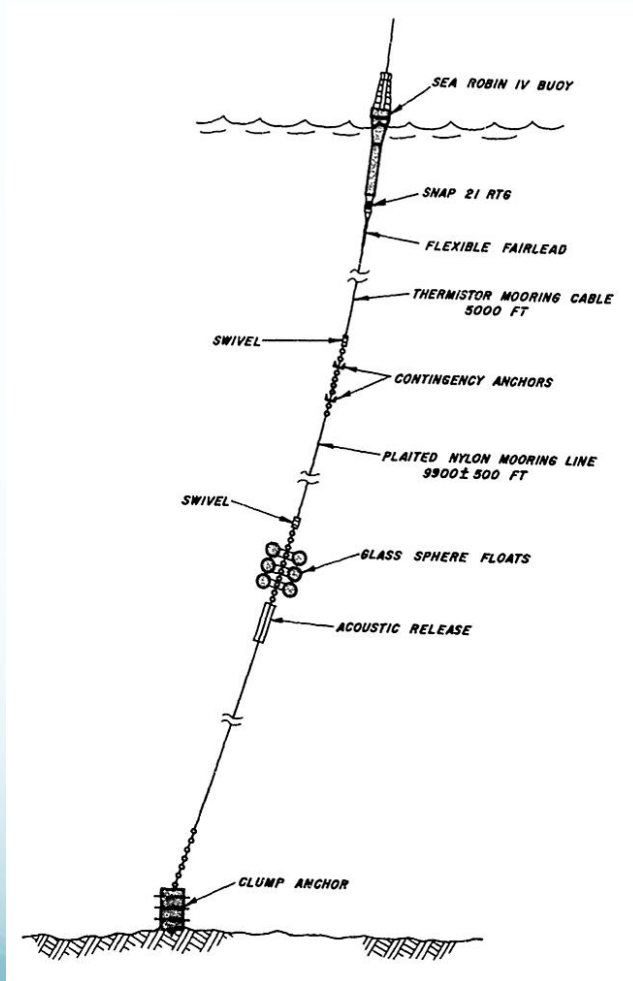 SEA ROBIN IV BUOY
SNAP 21 RTG
FLEXIBLE FAIRLEAD
THERMISTOR MOORING CABLE
5000 FT
SWIVEL
CONTINGENCY ANCHORS
PLAITED NYLON MOORING LINE
9900 ± 500 FT
SWIVEL
GLASS SPHERE FLOATS
ACOUSTIC RELEASE
CLUMP ANCHOR